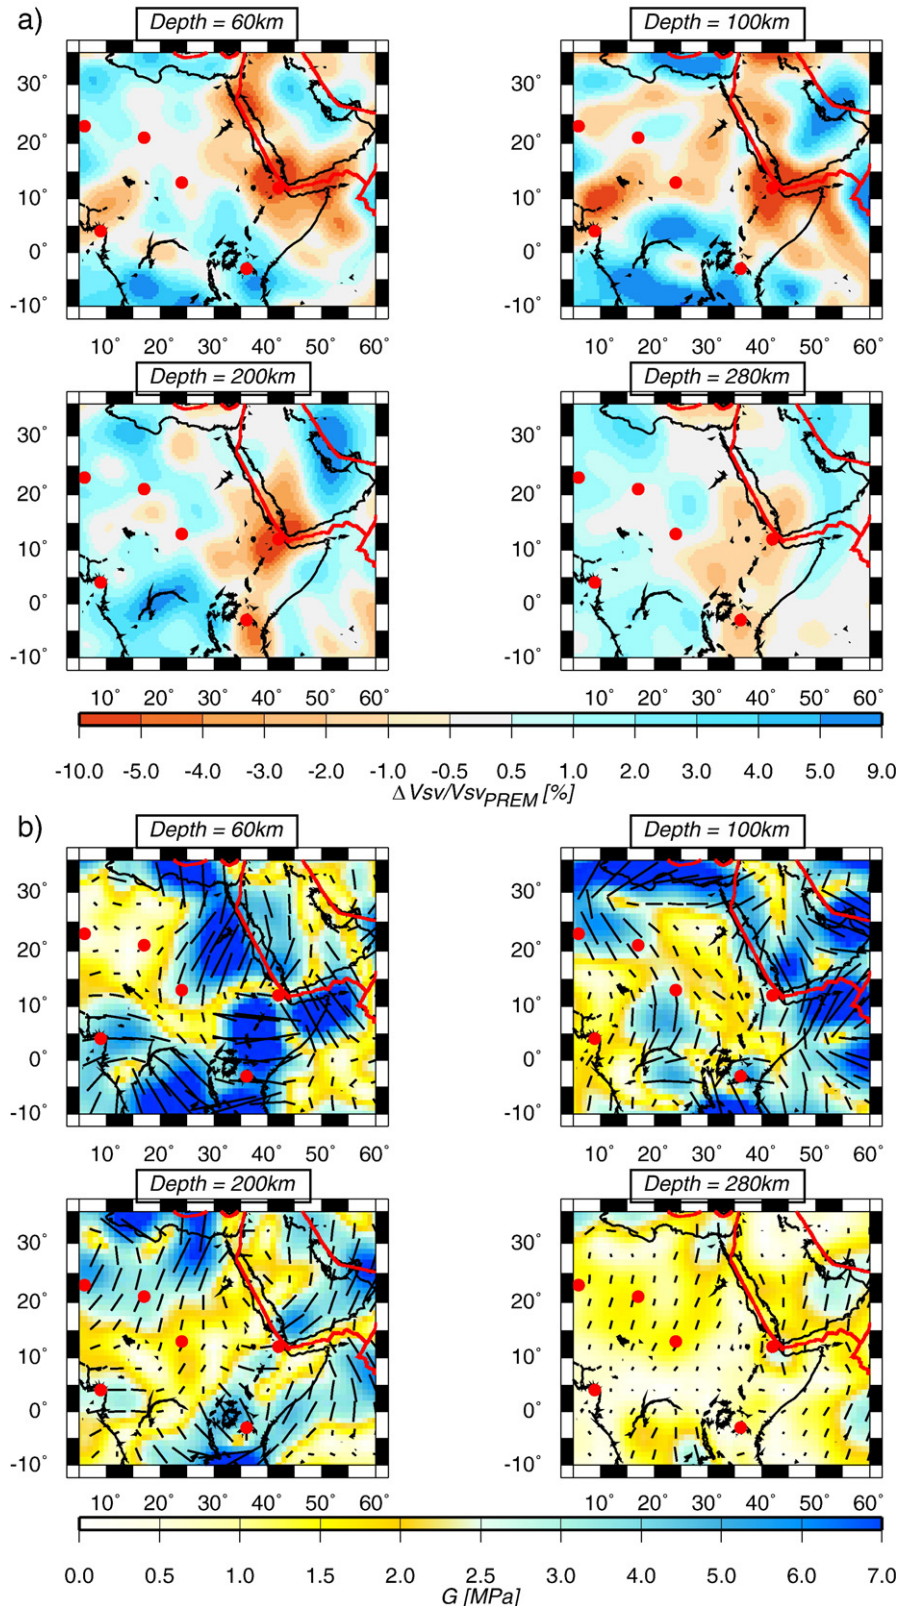 a)
Depth = 60km
Depth = 100km
30°
20°
10°
0°
-10°
30°
20°
10°
0°
-10°
10° 20° 30° 40° 50° 60°
10° 20° 30° 40° 50° 60°
Depth = 200km
Depth = 280km
30°
20°
10°
0°
-10°
30°
20°
10°
0°
-10°
10° 20° 30° 40° 50° 60°
10° 20° 30° 40° 50° 60°
-10.0 -5.0 -4.0 -3.0 -2.0 -1.0 -0.5 0.5 1.0 2.0 3.0 4.0 5.0 9.0
Δ Vsv/VsvPREM [%]
b)
Depth = 60km
Depth = 100km
30°
20°
10°
0°
-10°
30°
20°
10°
0°
-10°
10° 20° 30° 40° 50° 60°
10° 20° 30° 40° 50° 60°
Depth = 200km
Depth = 280km
30°
20°
10°
0°
-10°
30°
20°
10°
0°
-10°
10° 20° 30° 40° 50° 60°
10° 20° 30° 40° 50° 60°
0.0 0.5 1.0 1.5 2.0 2.5 3.0 3.5 4.0 5.0 6.0 7.0
G [MPa]